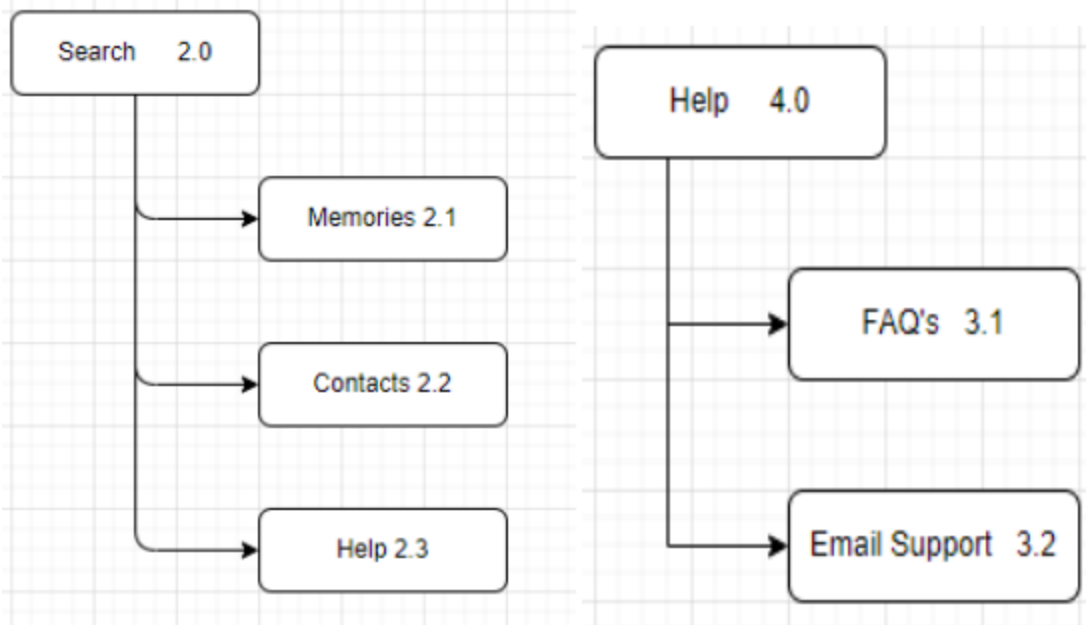 Search 2.0
Memories 2.1
Contacts 2.2
Help 2.3
Help 4.0
FAQ's 3.1
Email Support 3.2